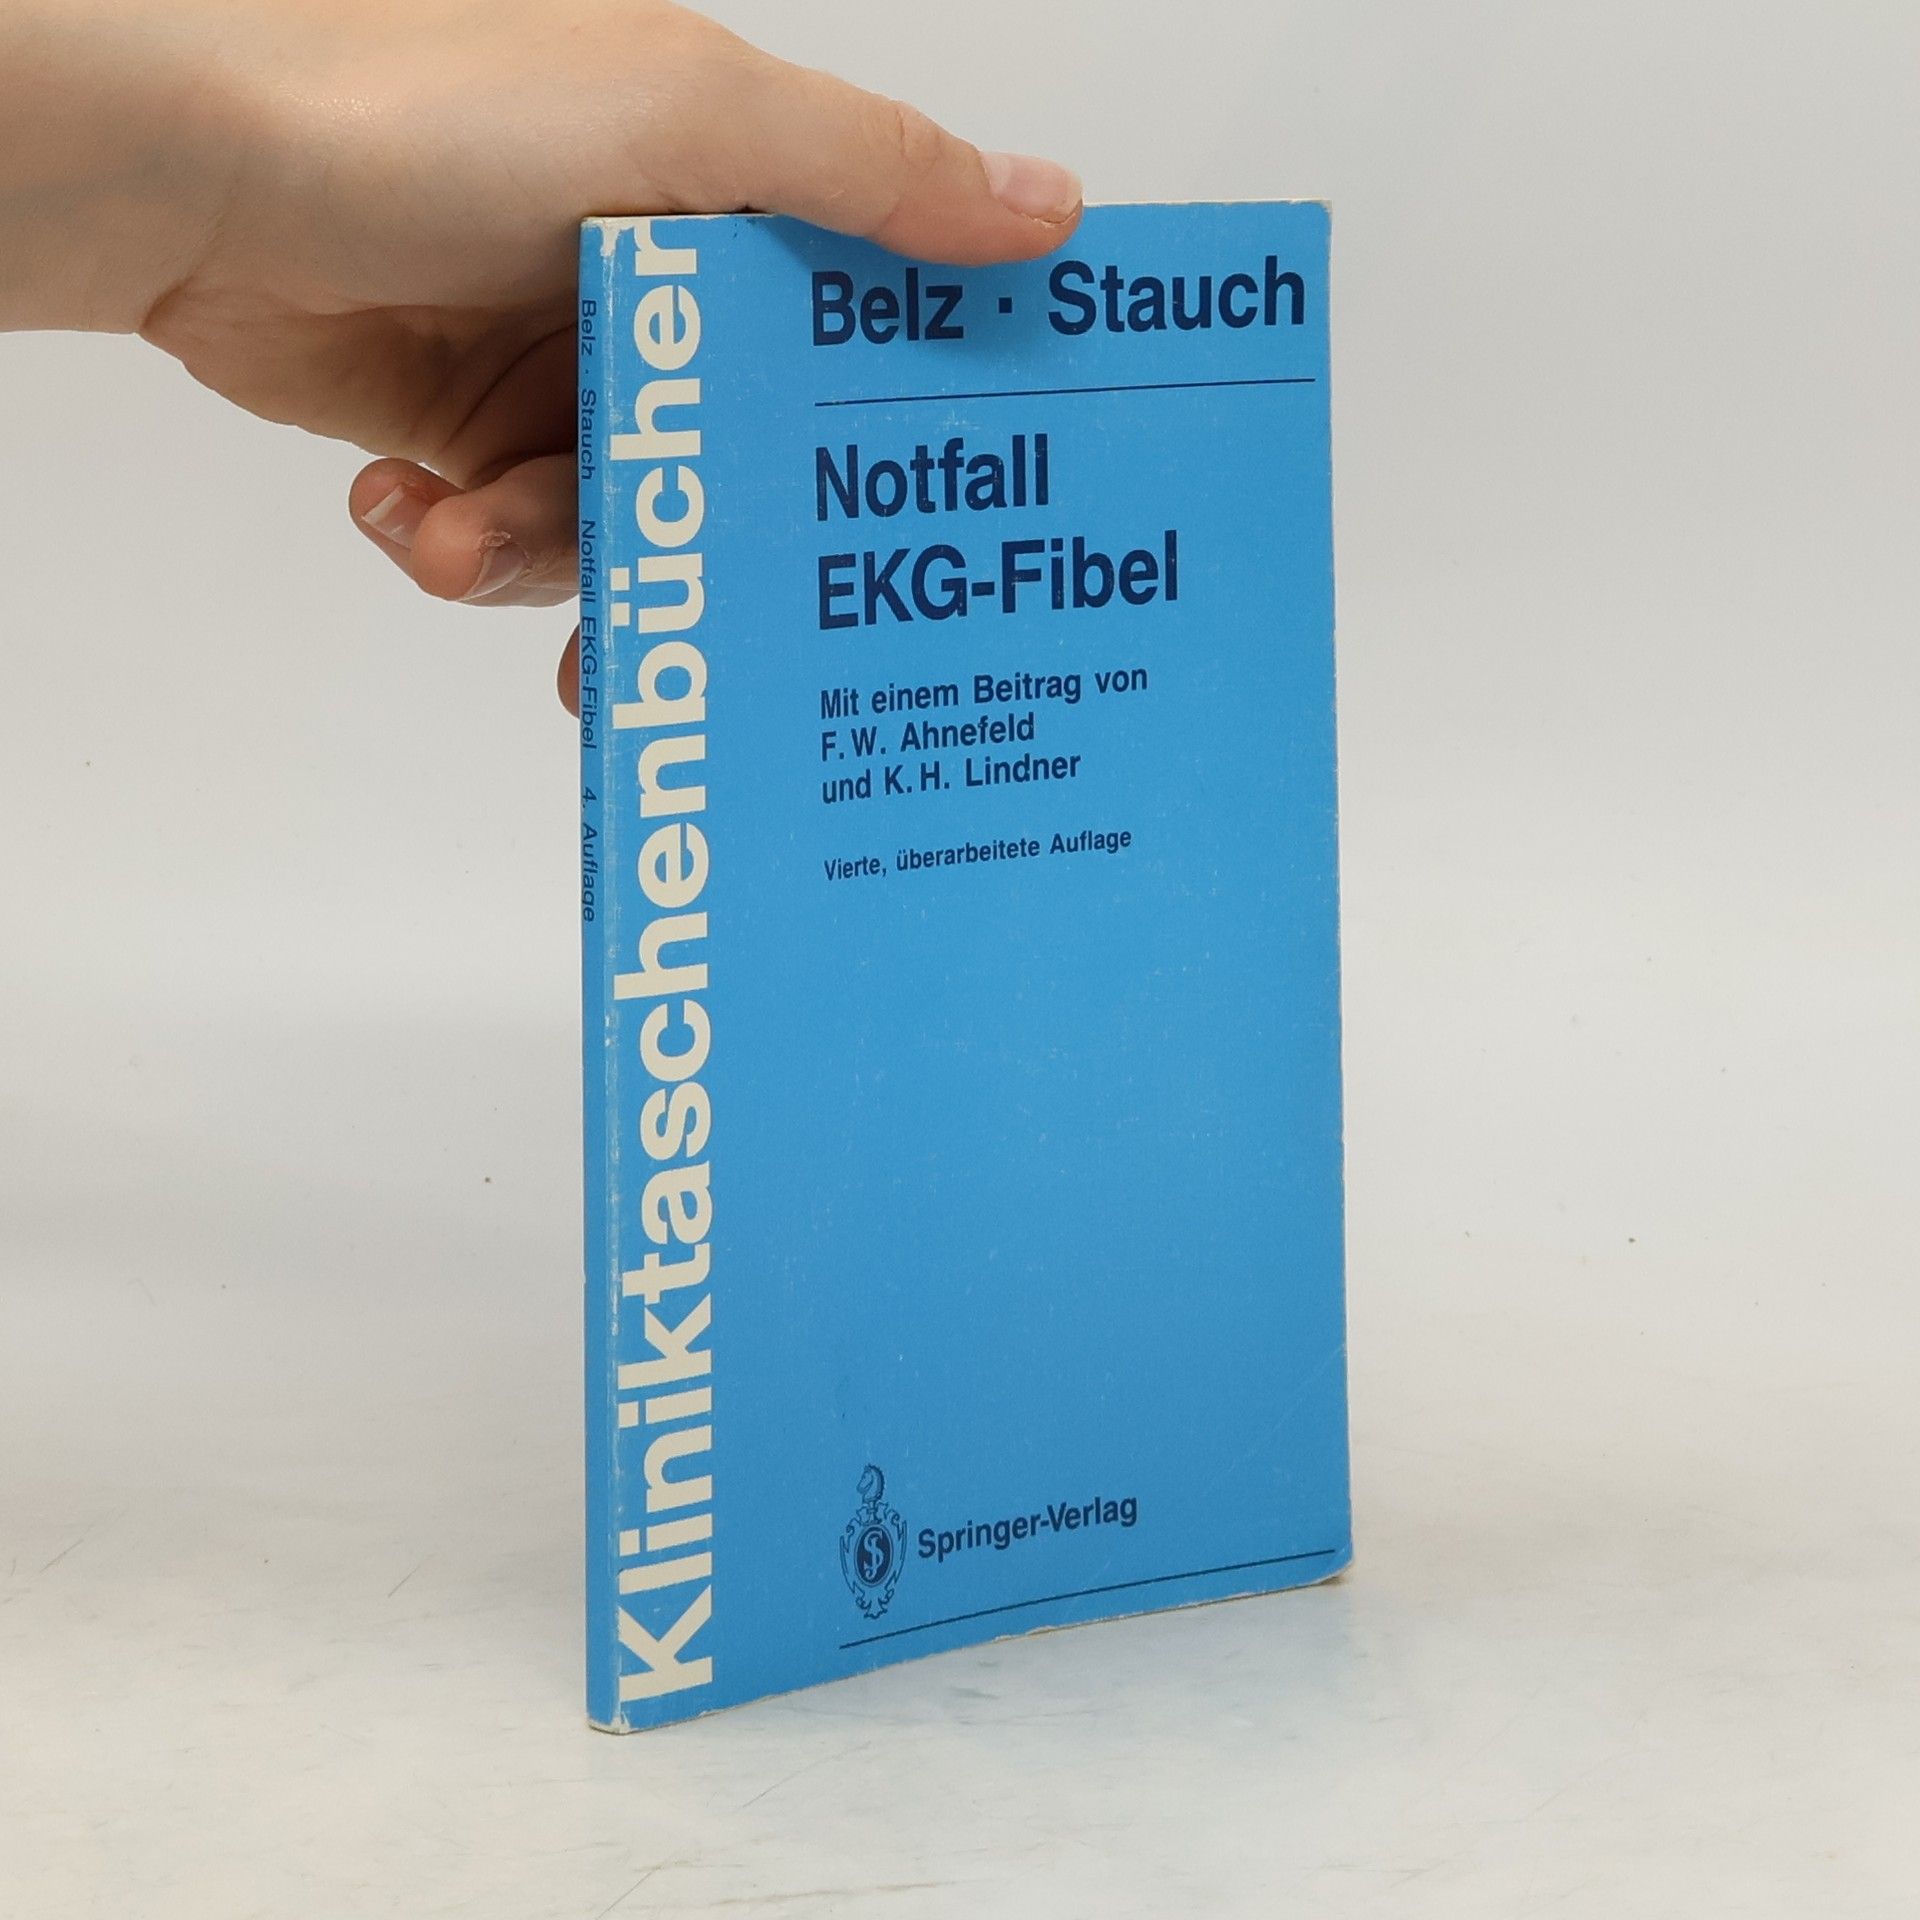 Belz · Stauch
Notfall
EKG-Fibel
Mit einem Beitrag von
F. W. Ahnefeld
und K. H. Lindner
Vierte, überarbeitete Auflage
Springer-Verlag
Kliniktaschenbücher
Belz · Stauch Notfall EKG-Fibel 4. Auflage